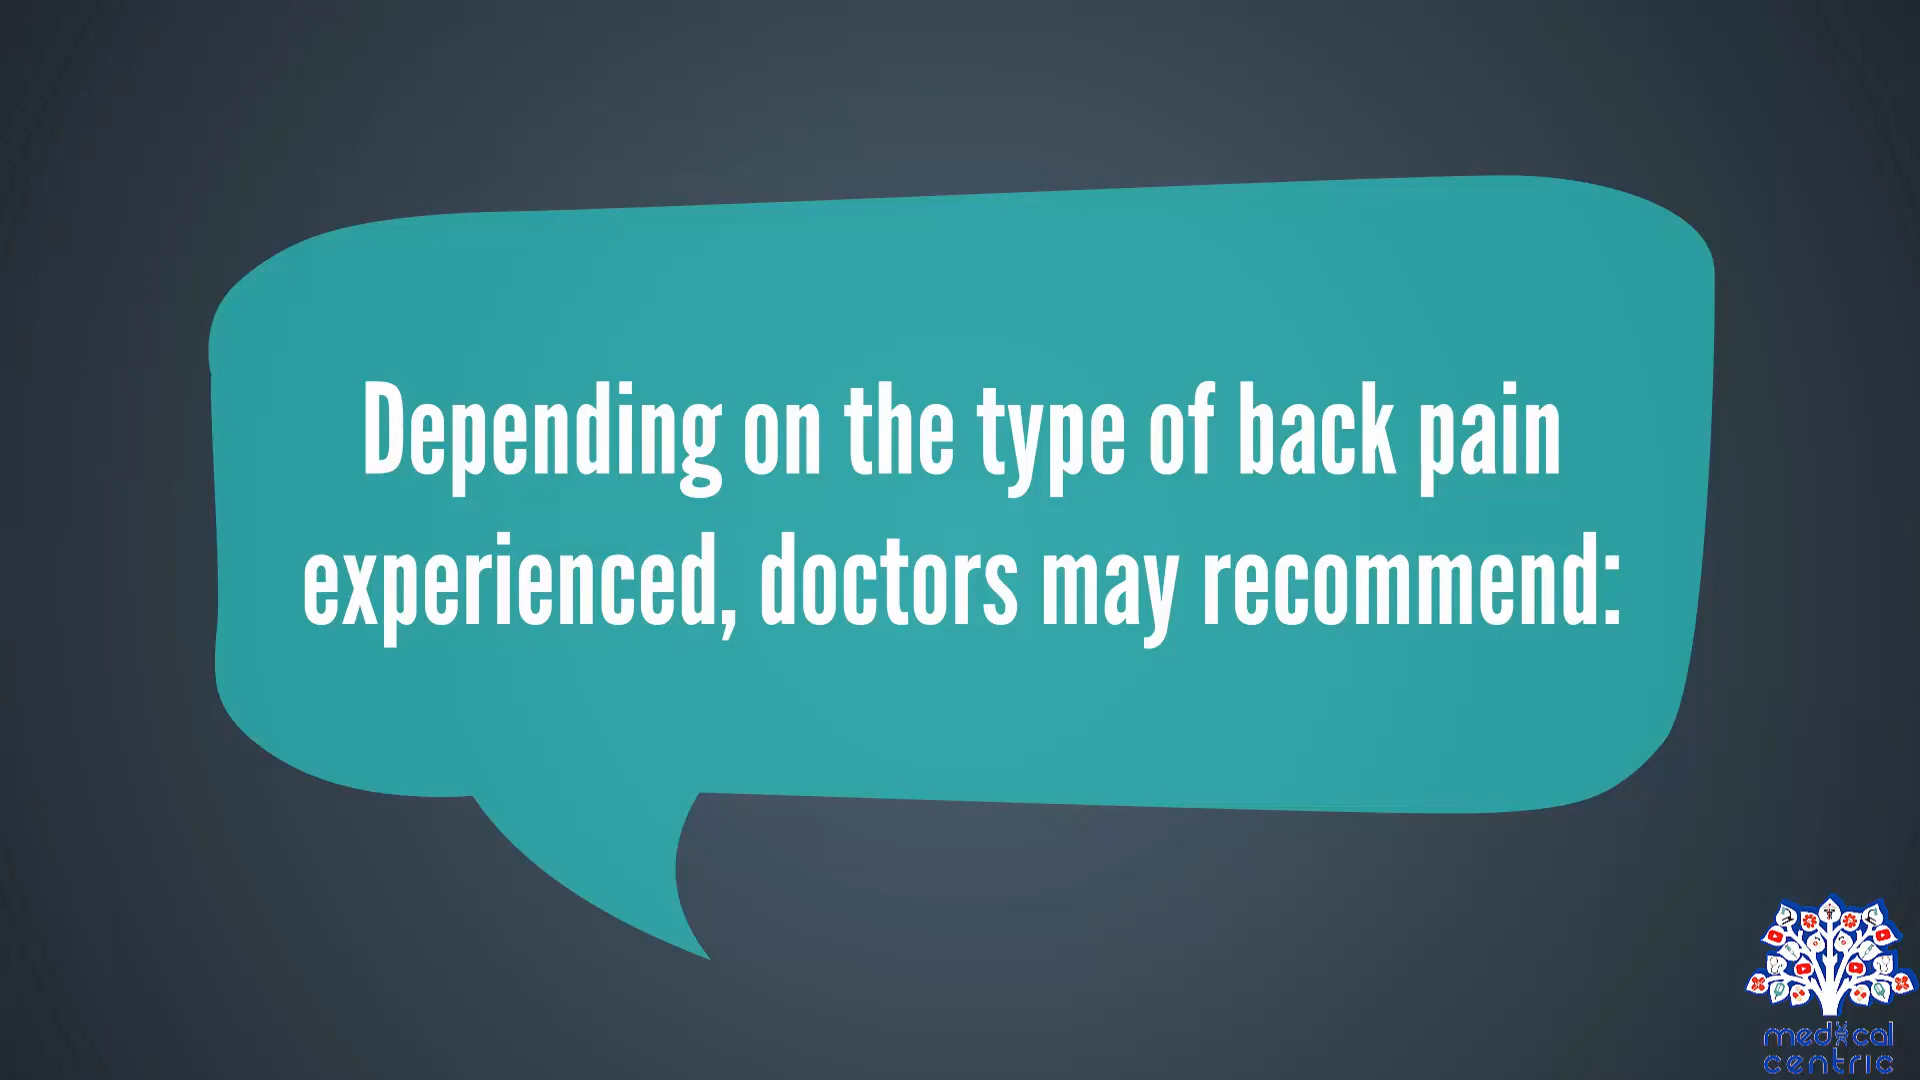 Depending on the type of back pain
experienced, doctors may recommend:
medical
centric